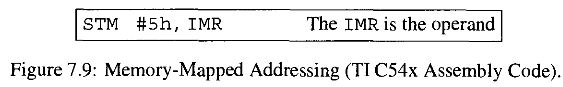 STM #5h, IMR The IMR is the operand
Figure 7.9: Memory-Mapped Addressing (TI C54x Assembly Code).